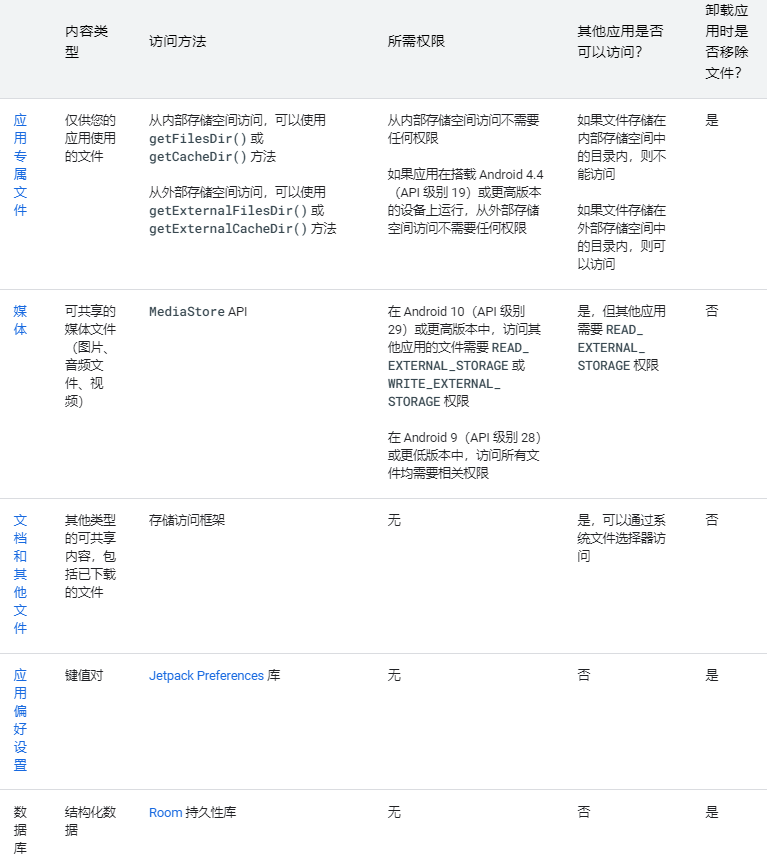 内容类
型
访问方法
所需权限
其他应用是否
可以访问？
卸载应
用时是
否移除
文件？
应
用
专
属
文
件
仅供您的
应用使用
的文件
从内部存储空间访问，可以使用
getFilesDir() 或
getCacheDir() 方法
从外部存储空间访问，可以使用
getExternalFilesDir() 或
getExternalCacheDir() 方法
从内部存储空间访问不需要
任何权限
如果应用在搭载 Android 4.4
（API 级别 19）或更高版本
的设备上运行，从外部存储
空间访问不需要任何权限
如果文件存储在
内部存储空间中
的目录内，则不
能访问
如果文件存储在
外部存储空间中
的目录内，则可
以访问
是
媒
体
可共享的
媒体文件
（图片、
音频文
件、视
频）
MediaStore API
在 Android 10（API 级别
29）或更高版本中，访问其
他应用的文件需要 READ_
EXTERNAL_STORAGE 或
WRITE_EXTERNAL_
STORAGE 权限
在 Android 9（API 级别 28）
或更低版本中，访问所有文
件均需要相关权限
是，但其他应用
需要 READ_
EXTERNAL_
STORAGE 权限
否
文
档
和
其
他
文
件
其他类型
的可共享
内容，包
括已下载
的文件
存储访问框架
无
是，可以通过系
统文件选择器访
问
否
应
用
偏
好
设
置
键值对
Jetpack Preferences 库
无
否
是
数
据
库
结构化数
据
Room 持久性库
无
否
是